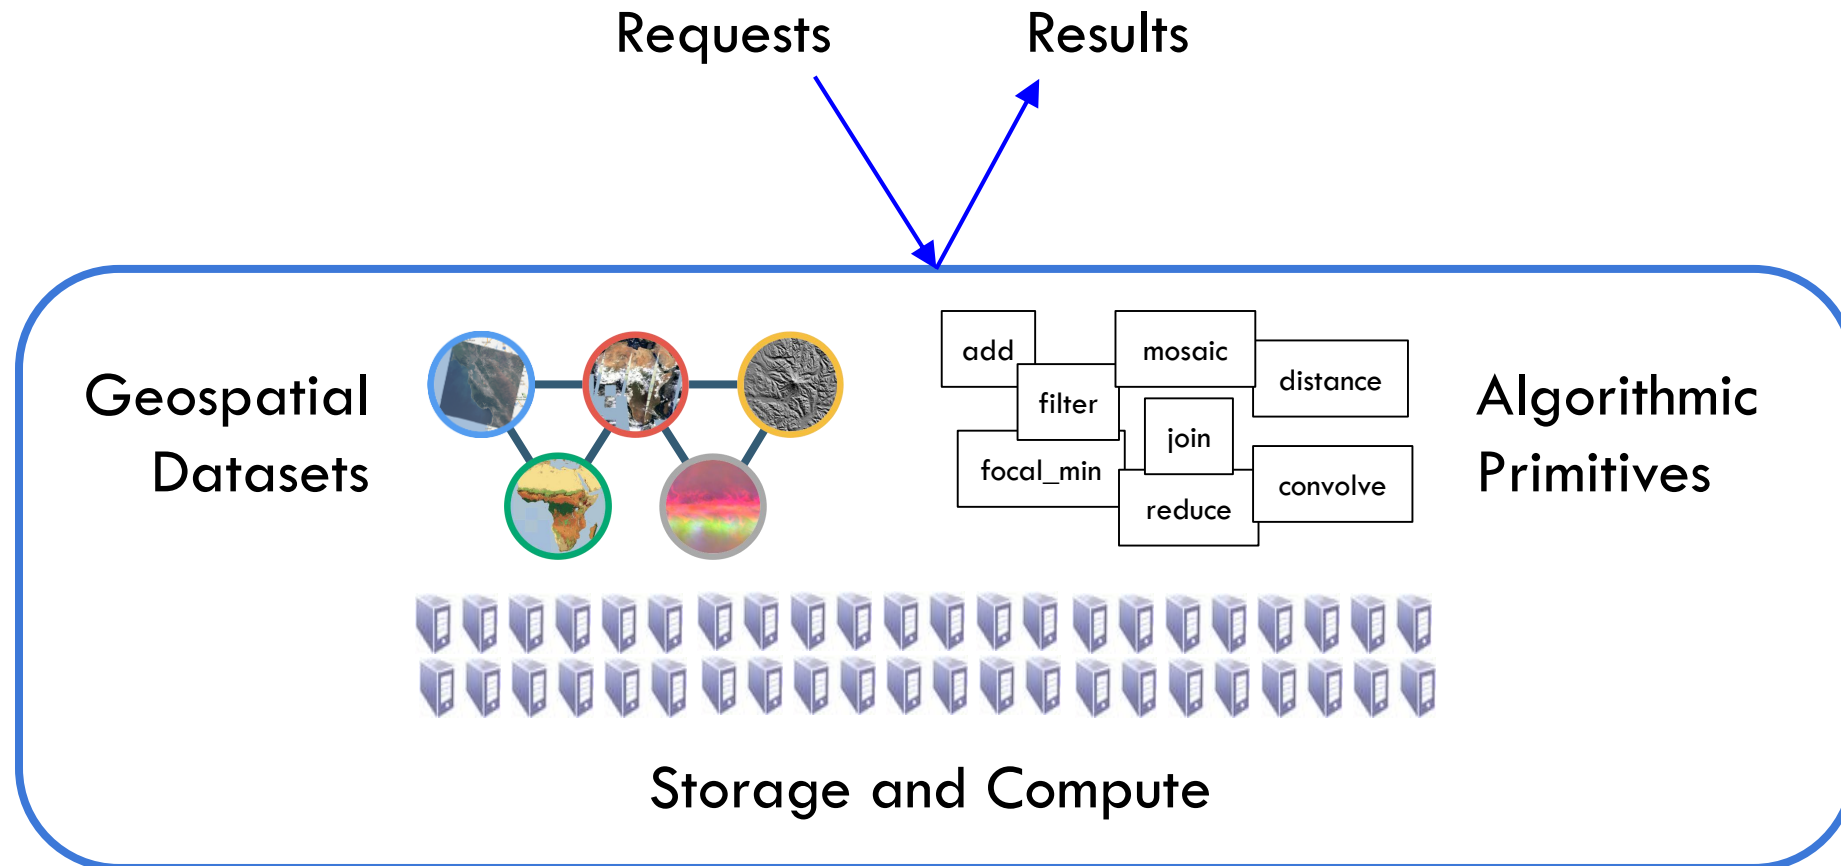 Requests
Results
Geospatial
Datasets
add
mosaic
distance
filter
join
focal_min
convolve
reduce
Algorithmic
Primitives
Storage and Compute